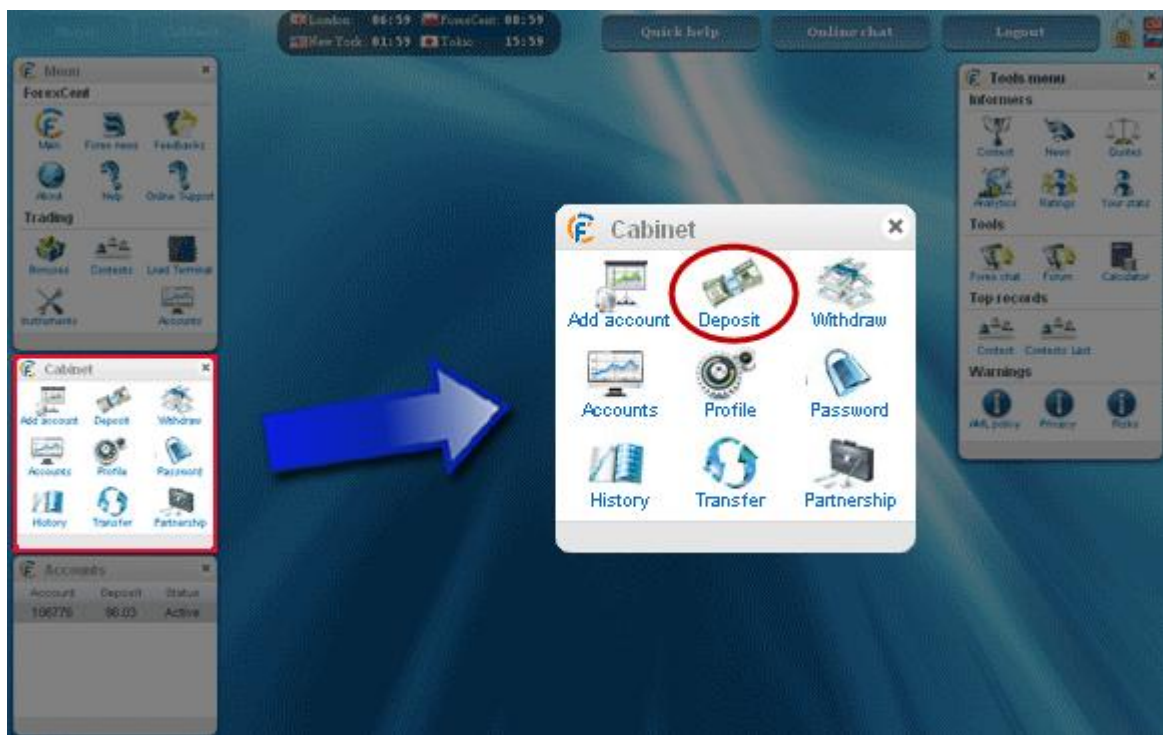 London: 06:59 ForexCent: 08:59
New York 01:59 Tokio 15:59
Quick help
Online chat
Logout
Menu
ForexCent
Main Forex news Feedbacks
About Help Online Support
Trading
Bonuses Contests Load Terminal
Instruments Accounts
Cabinet
Add account Deposit Withdraw
Accounts Profile Password
History Transfer Partnership
Accounts
Account Deposit Status
Active
Cabinet
Add account Deposit Withdraw
Accounts Profile Password
History Transfer Partnership
Tools menu
Informers
Contest News Quotes
Analytics Ratings Your stats
Tools
Forex chat Forum Calculator
Top records
Contest Contests Last
Warnings
AML policy Privacy Risks